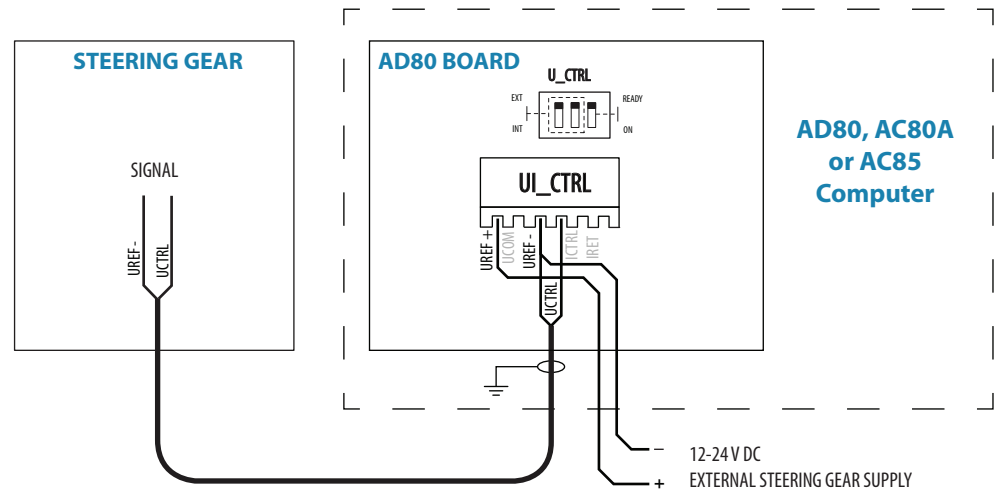 STEERING GEAR
SIGNAL
UREF-
UCTRL
AD80 BOARD
U_CTRL
EXT
INT
READY
ON
UI_CTRL
UREF +
UCOM
UREF -
UCTRL
ICTRL
IRET
AD80, AC80A
or AC85
Computer
– 12-24 V DC
+ EXTERNAL STEERING GEAR SUPPLY